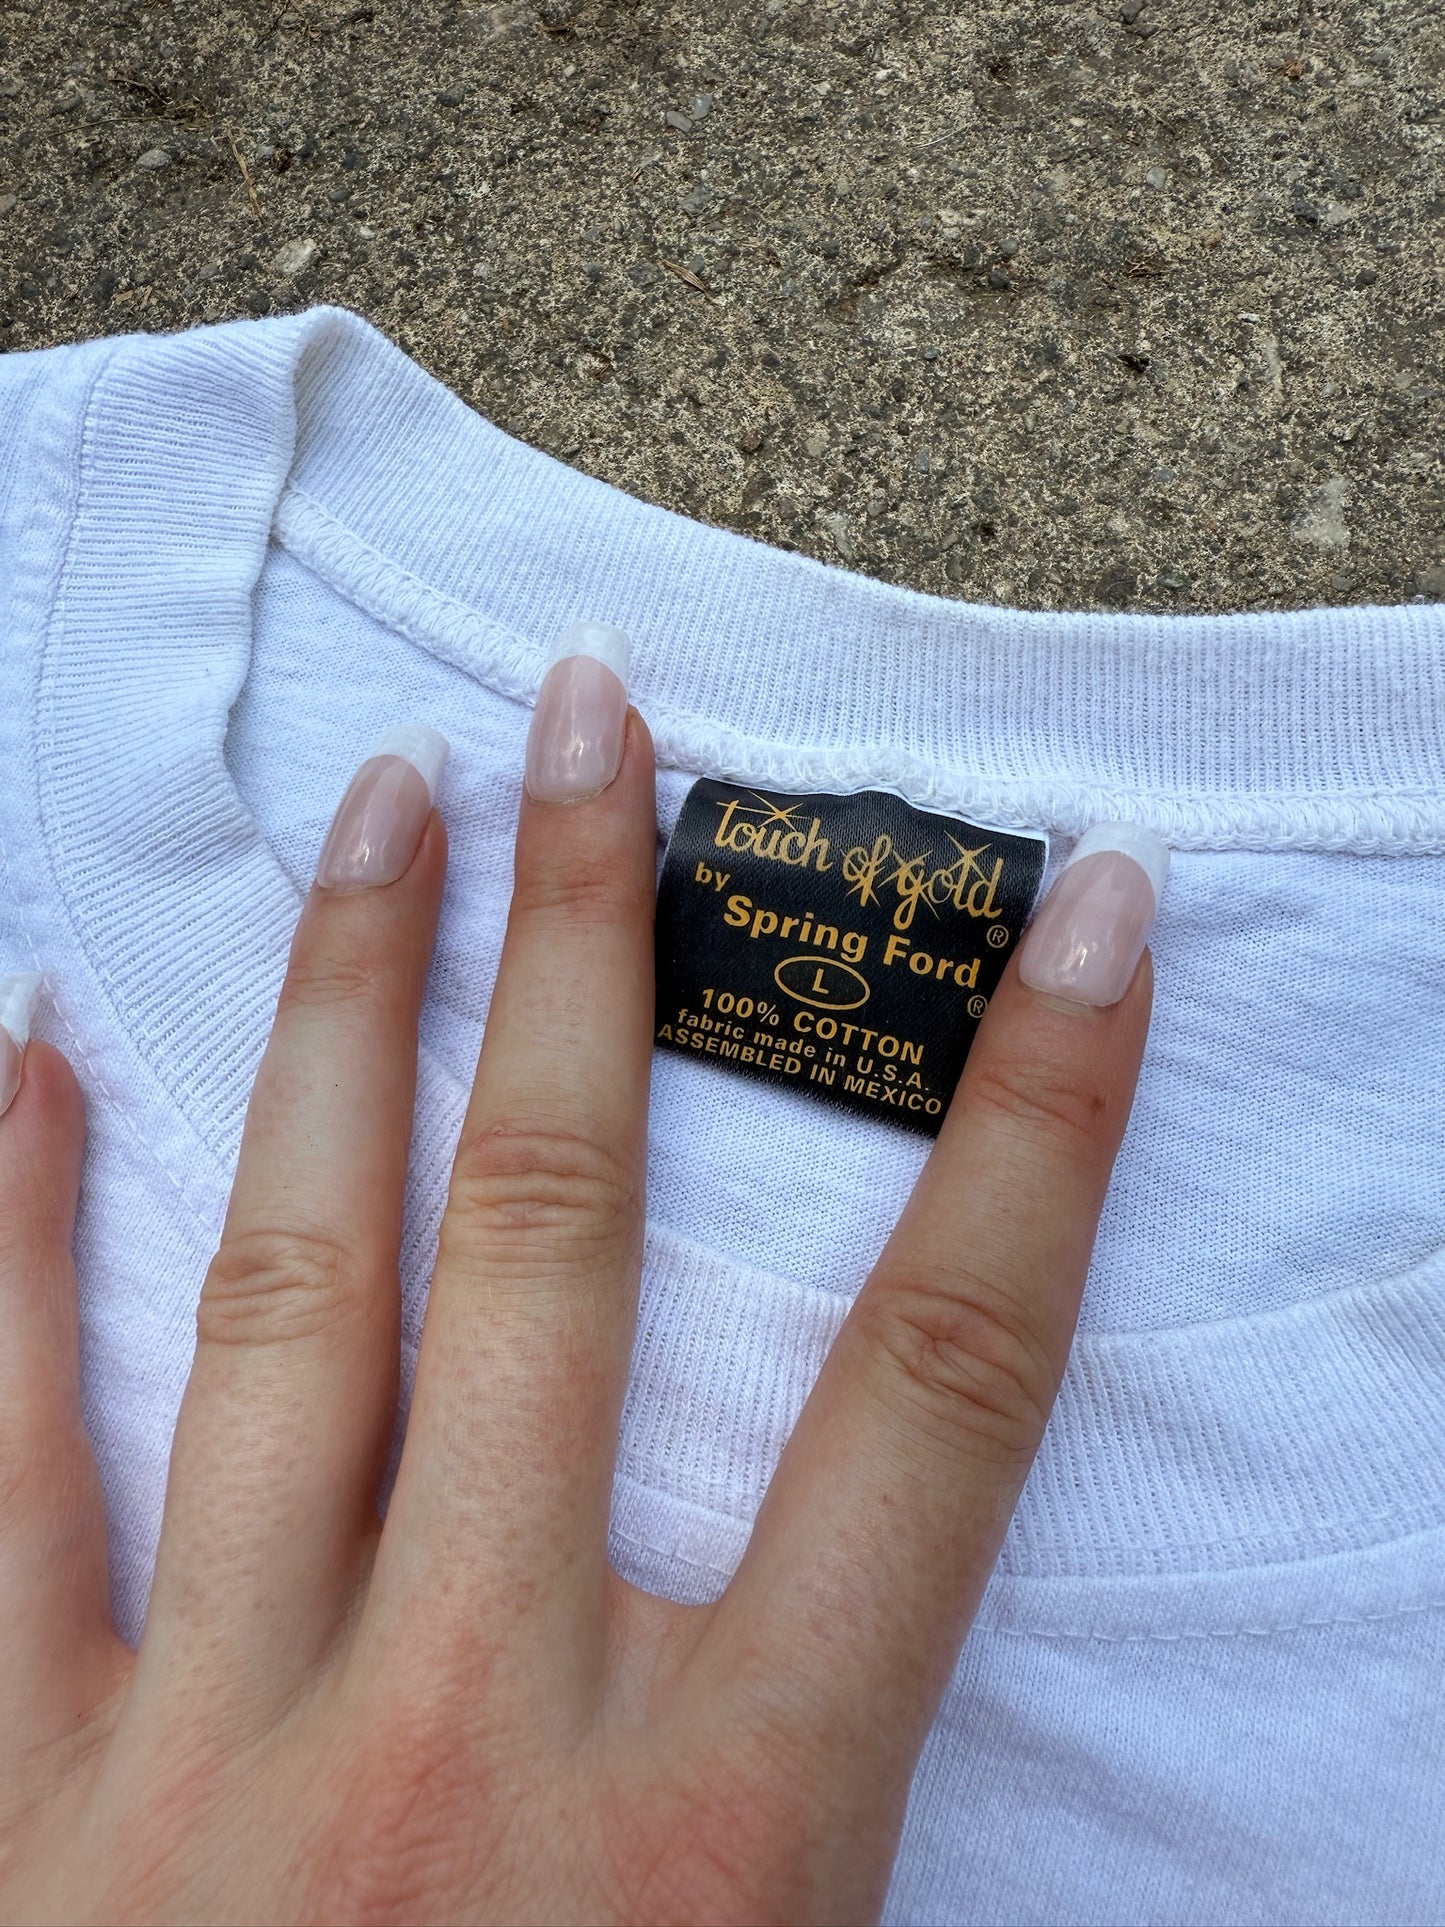 touch of gold ®
by
Spring Ford ®
L
100% COTTON
fabric made in U.S.A.
ASSEMBLED IN MEXICO